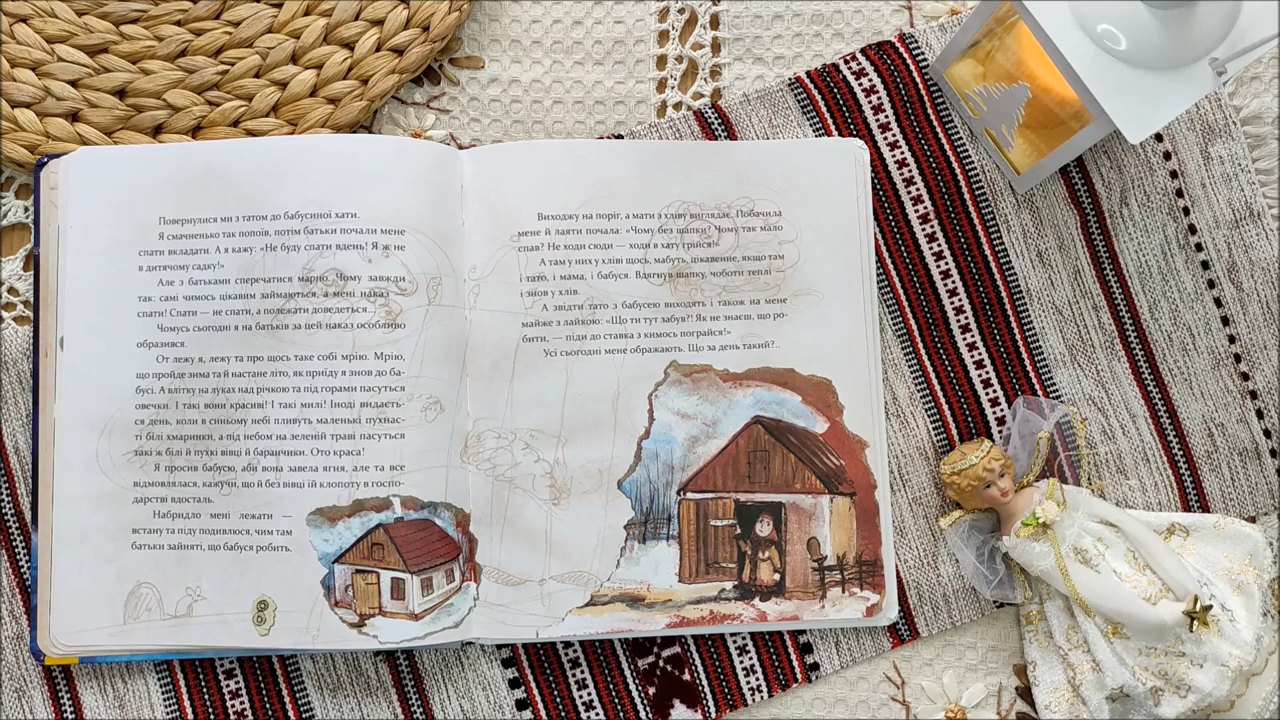 Повернулися ми з татом до бабусиної хати.
Я смачненько так попоїв, потім батьки почали мене
спати вкладати. А я кажу: «Не буду спати вдень! Я ж не
в дитячому садку!»
Але з батьками сперечатися марно. Чому завжди
так: самі чимось цікавим займаються, а мені наказ —
спати! Спати — не спати, а полежати доведеться...
Чомусь сьогодні я на батьків за цей наказ особливо
образився.
От лежу я, лежу та про щось таке собі мрію. Мрію,
що пройде зима та й настане літо, як приїду я знов до ба-
бусі. А влітку на луках над річкою та під горами пасуться
овечки. І такі вони красиві! І такі милі! Іноді видаєть-
ся день, коли в синьому небі пливуть маленькі пухнас-
ті білі хмаринки, а під небом на зеленій траві пасуться
такі ж білі й пухкі вівці й баранчики. Ото краса!
Я просив бабусю, аби вона завела ягня, але та все
відмовлялася, кажучи, що й без вівці їй клопоту в госпо-
дарстві вдосталь.
Набридло мені лежати —
встану та піду подивлюся, чим там
батьки зайняті, що бабуся робить.
8
Виходжу на поріг, а мати з хліву виглядає. Побачила
мене й лаяти почала: «Чому без шапки? Чому так мало
спав? Не ходи сюди — ходи в хату грійся!»
А там у них у хліві щось, мабуть, цікавенне, якщо там
і тато, і мама, і бабуся. Вдягнув шапку, чоботи теплі —
і знов у хлів.
А звідти тато з бабусею виходять і також на мене
майже з лайкою: «Що ти тут забув?! Як не знаєш, що ро-
бити, — піди до ставка з кимось пограйся!»
Усі сьогодні мене ображають. Що за день такий?..